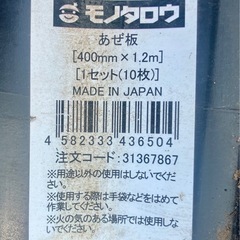 モノタロウ
あぜ板
[400mm×1.2m]
[1セット(10枚)]
MADE IN JAPAN
4 582333 436504
注文コード:31367867
※用途以外の使用はしないでくだ
さい。
※使用する際は手袋などをはめて
作業してください。
※火の気のある場所では使用しな
いでください。